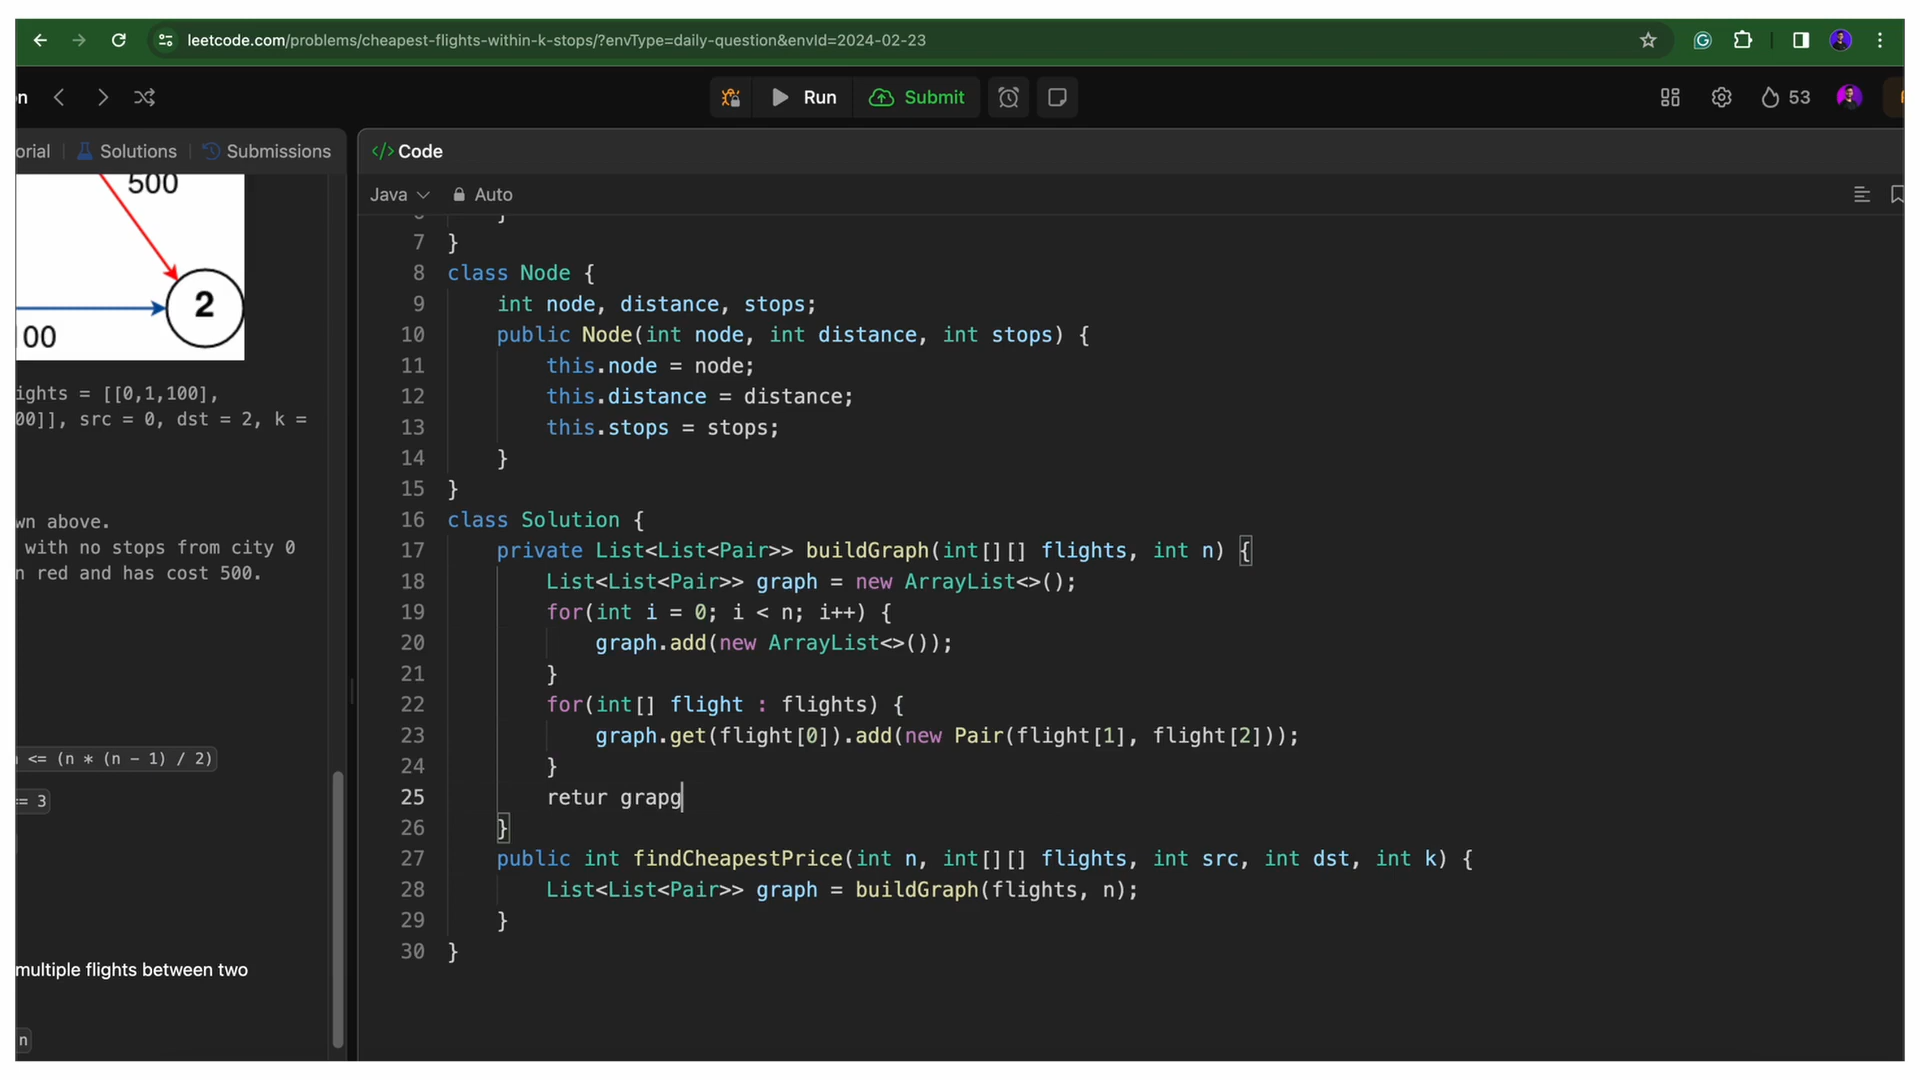 leetcode.com/problems/cheapest-flights-within-k-stops/?envType=daily-question&envId=2024-02-23
n
Run
Submit
53
orial
Solutions
Submissions
</> Code
Java
Auto
500
2
00
ights = [[0,1,100],
00]], src = 0, dst = 2, k =
wn above.
with no stops from city 0
n red and has cost 500.
<= (n * (n - 1) / 2)
== 3
multiple flights between two
n
}
7 }
8 class Node {
9 int node, distance, stops;
10 public Node(int node, int distance, int stops) {
11 this.node = node;
12 this.distance = distance;
13 this.stops = stops;
14 }
15 }
16 class Solution {
17 private List<List<Pair>> buildGraph(int[][] flights, int n) {
18 List<List<Pair>> graph = new ArrayList<>();
19 for(int i = 0; i < n; i++) {
20 graph.add(new ArrayList<>());
21 }
22 for(int[] flight : flights) {
23 graph.get(flight[0]).add(new Pair(flight[1], flight[2]));
24 }
25 retur grapg
26 }
27 public int findCheapestPrice(int n, int[][] flights, int src, int dst, int k) {
28 List<List<Pair>> graph = buildGraph(flights, n);
29 }
30 }